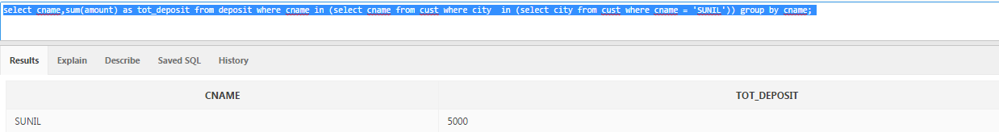 select cname,sum(amount) as tot_deposit from deposit where cname in (select cname from cust where city  in (select city from cust where cname = 'SUNIL')) group by cname;
Results Explain Describe Saved SQL History
CNAME TOT_DEPOSIT
SUNIL 5000